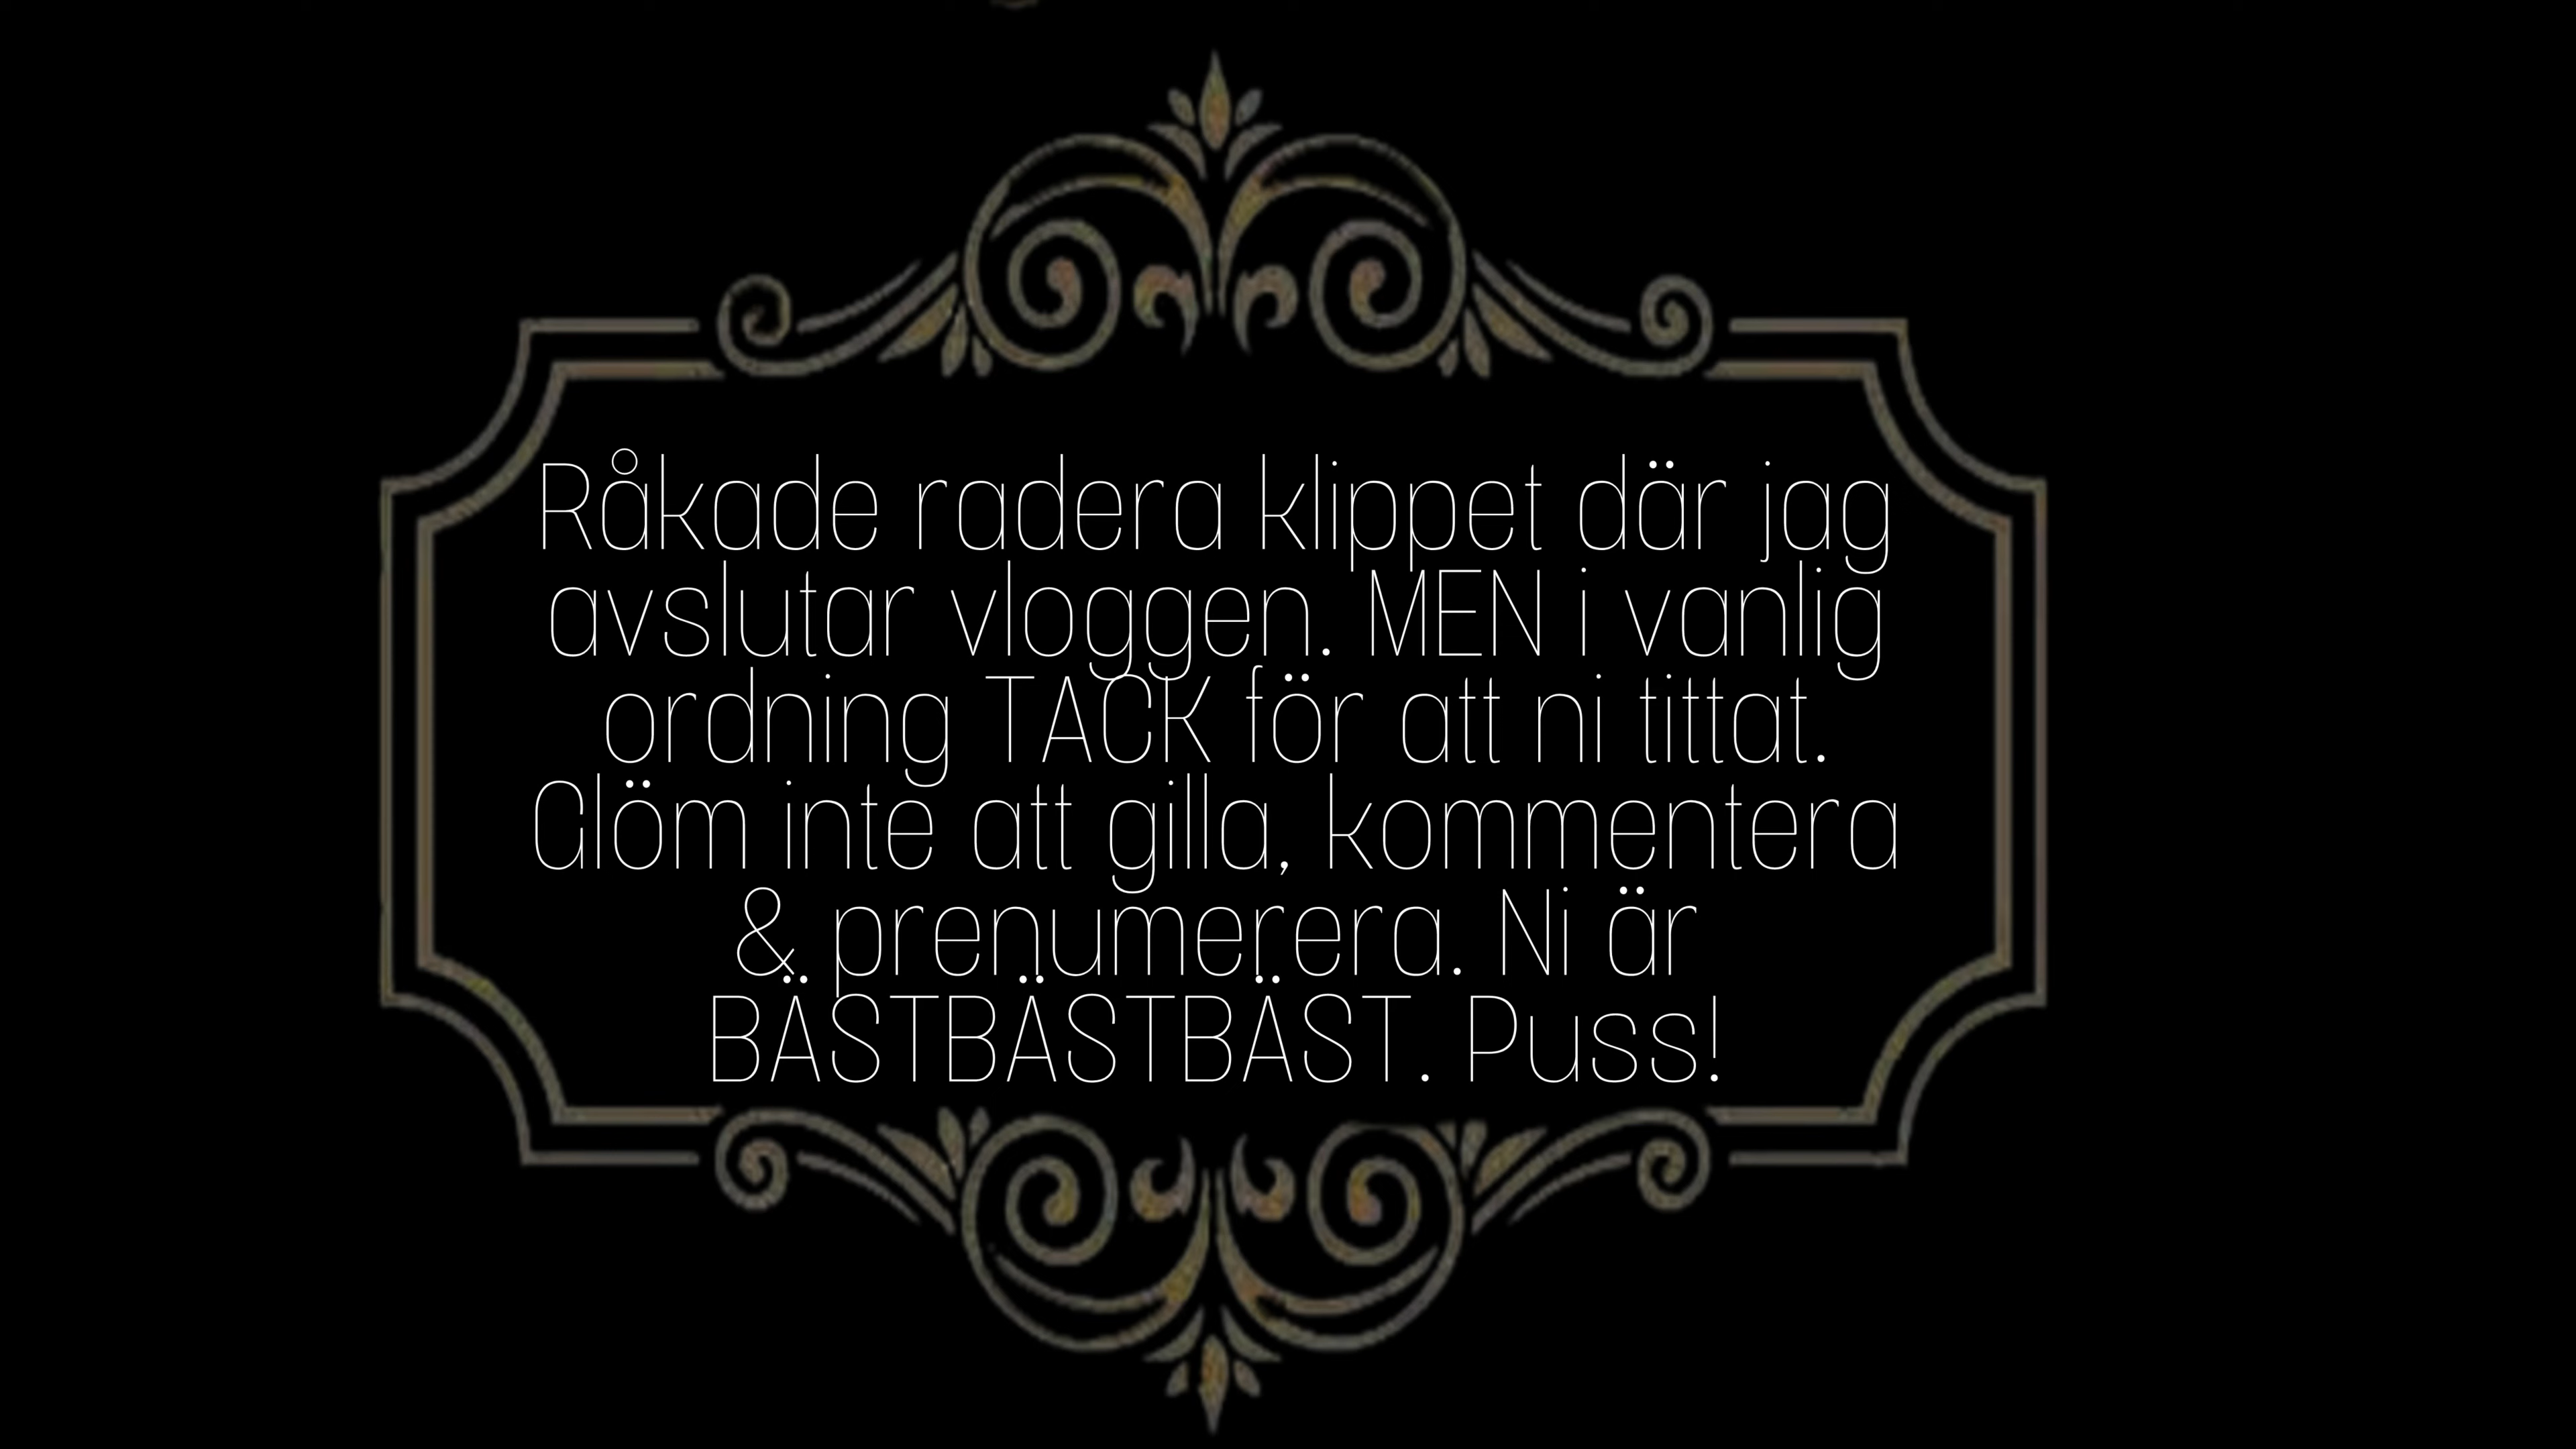 Råkade radera klippet där jag
avslutar vloggen. MEN i vanlig
ordning TACK för att ni tittat.
Glöm inte att gilla, kommentera
& prenumerera. Ni är
BÄSTBÄSTBÄST. Puss!